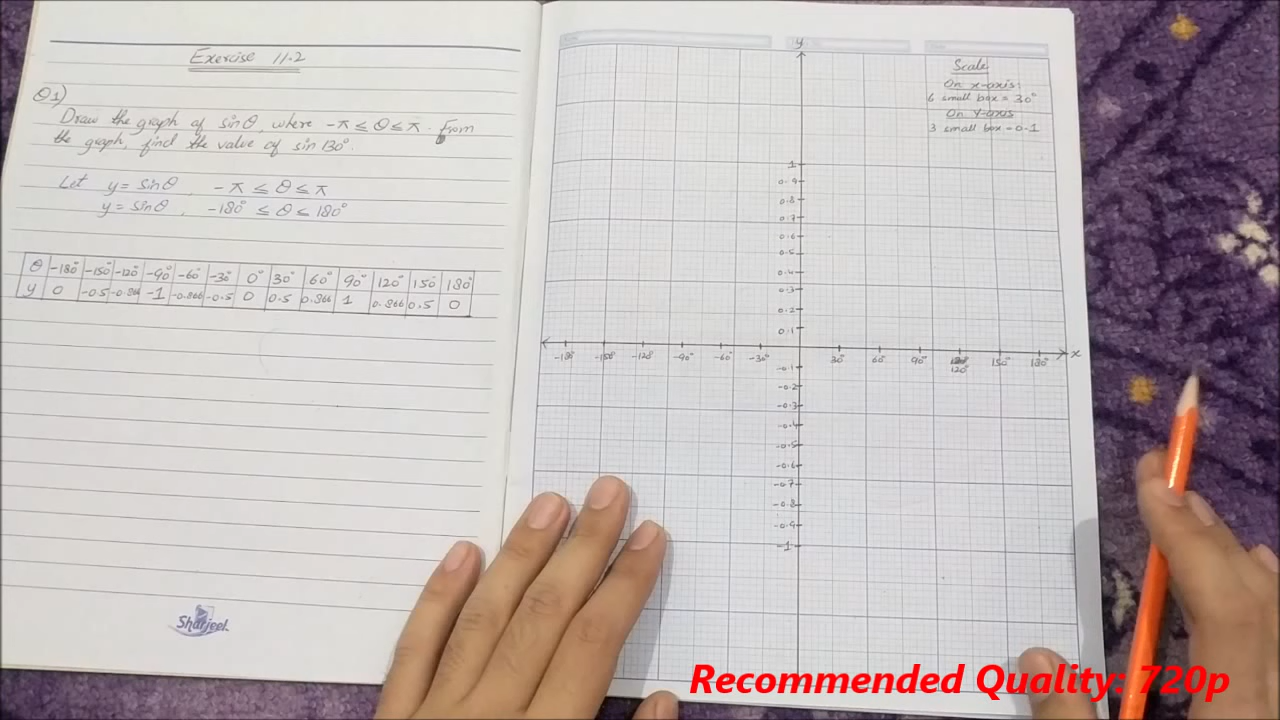 Exercise 11.2
Q1)
Draw the graph of sinθ, where -π ≤ θ ≤ π. From
the graph, find the value of sin 130°.
Let y = sinθ , -π ≤ θ ≤ π
y = sinθ , -180° ≤ θ ≤ 180°
θ -180° -150° -120° -90° -60° -30° 0° 30° 60° 90° 120° 150° 180°
y 0 -0.5 -0.866 -1 -0.866 -0.5 0 0.5 0.866 1 0.866 0.5 0
Sharjeel
y
Scale
On x-axis:
6 small box = 30°
On Y-axis
3 small box = 0.1
1
0.9
0.8
0.7
0.6
0.5
0.4
0.3
0.2
0.1
-180° -150° -120° -90° -60° -30° 30° 60° 90° 120° 150° 180° x
-0.1
-0.2
-0.3
-0.4
-0.5
-0.6
-0.7
-0.8
-0.9
-1
Recommended Quality: 720p